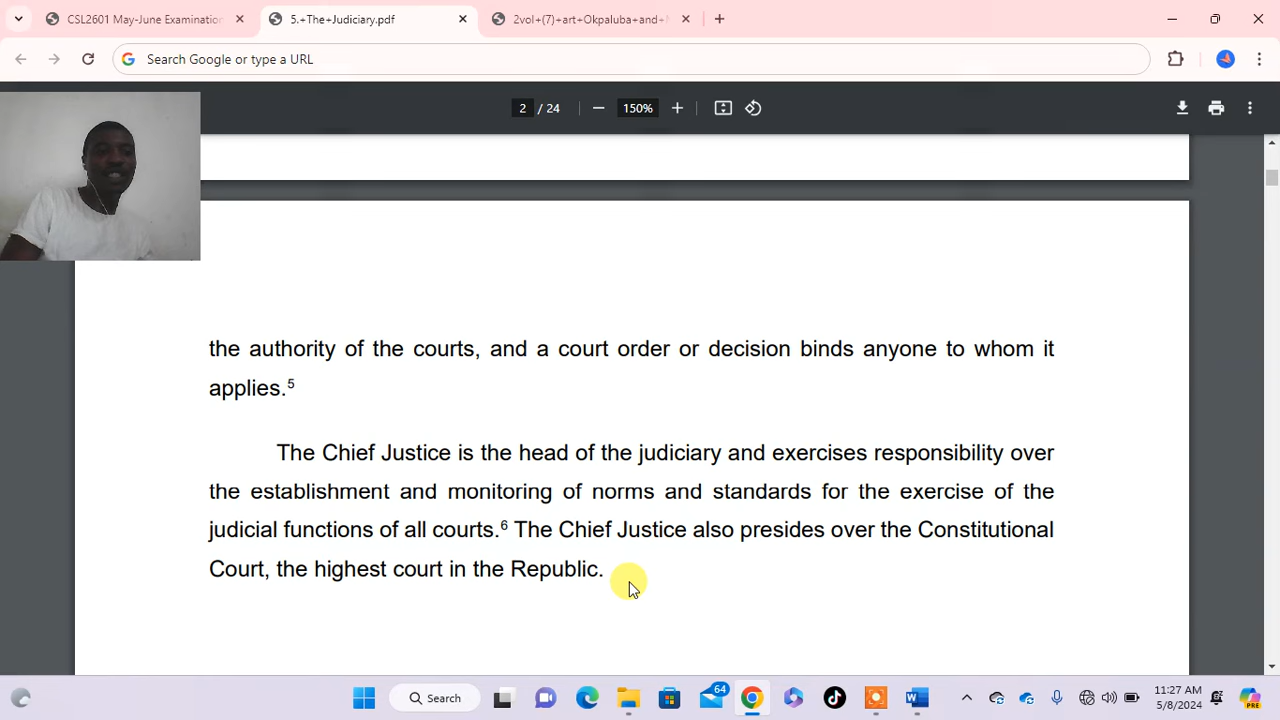 CSL2601 May-June Examination
5.+The+Judiciary.pdf
2vol+(7)+art+Okpaluba+and+
Search Google or type a URL
2 / 24
150%
the authority of the courts, and a court order or decision binds anyone to whom it
applies.5
The Chief Justice is the head of the judiciary and exercises responsibility over
the establishment and monitoring of norms and standards for the exercise of the
judicial functions of all courts.6 The Chief Justice also presides over the Constitutional
Court, the highest court in the Republic.
Search
64
11:27 AM
5/8/2024
PRE